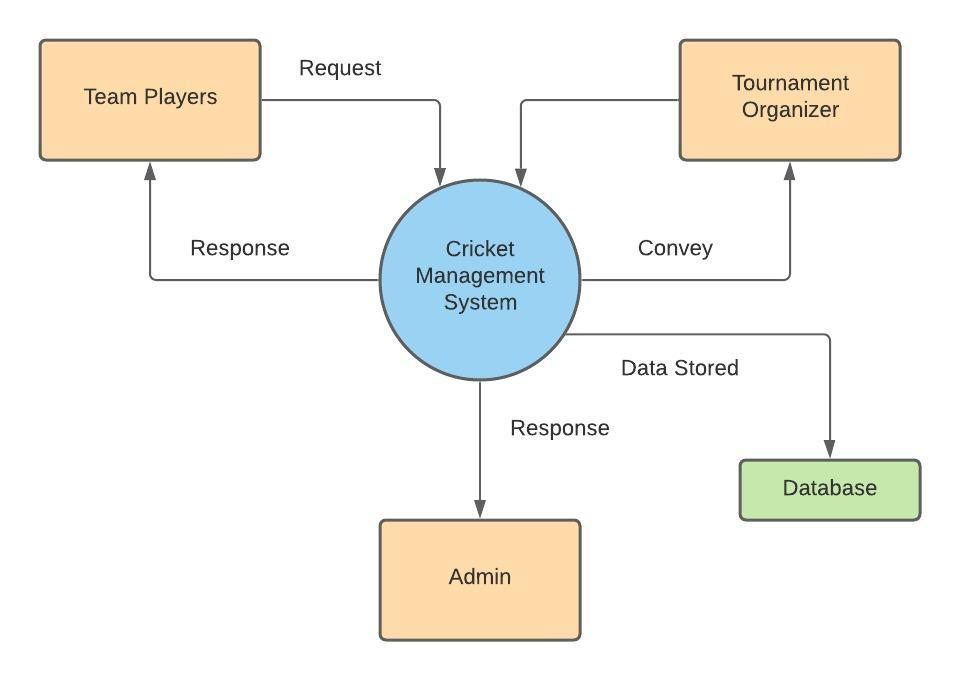 Team Players
Request
Tournament
Organizer
Response
Cricket
Management
System
Convey
Data Stored
Response
Database
Admin